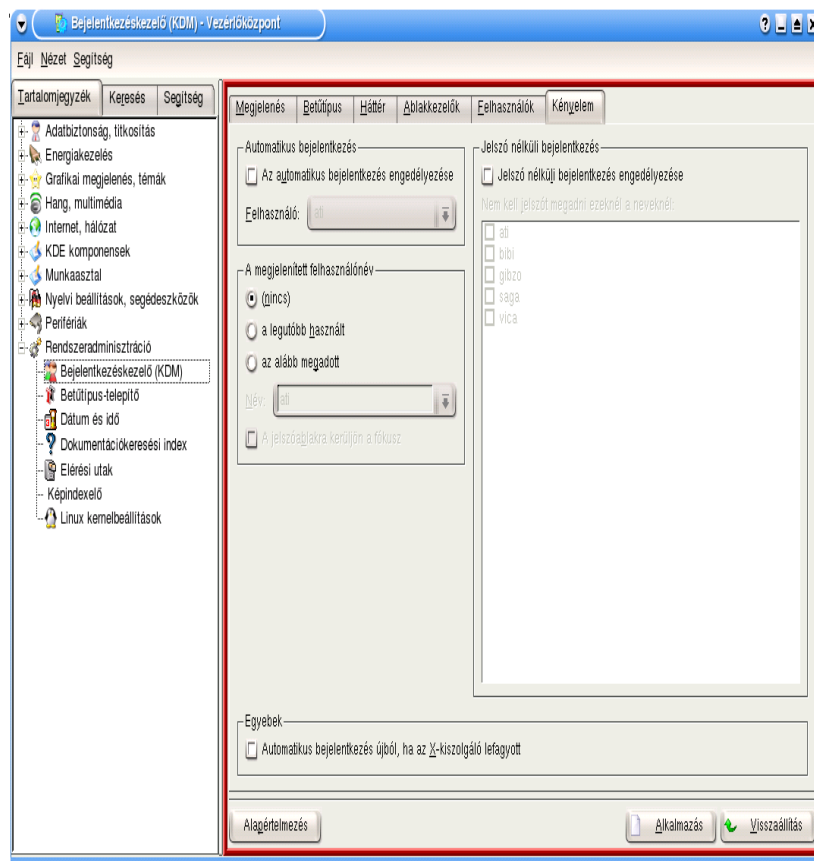 Bejelentkezéskezelő (KDM) - Vezérlőközpont
Fájl Nézet Segítség
Tartalomjegyzék Keresés Segítség
Adatbiztonság, titkosítás
Energiakezelés
Grafikai megjelenés, témák
Hang, multimédia
Internet, hálózat
KDE komponensek
Munkaasztal
Nyelvi beállítások, segédeszközök
Perifériák
Rendszeradminisztráció
Bejelentkezéskezelő (KDM)
Betűtípus-telepítő
Dátum és idő
Dokumentációkeresési index
Elérési utak
Képindexelő
Linux kernelbeállítások
Megjelenés Betűtípus Háttér Ablakkezelők Felhasználók Kényelem
Automatikus bejelentkezés
Az automatikus bejelentkezés engedélyezése
Felhasználó: ati
A megjelenített felhasználónév
(nincs)
a legutóbb használt
az alább megadott
Név: ati
A jelszóablakra kerüljön a fókusz
Jelszó nélküli bejelentkezés
Jelszó nélküli bejelentkezés engedélyezése
Nem kell jelszót megadni ezeknél a neveknél:
ati
bibi
gibzo
saga
vica
Egyebek
Automatikus bejelentkezés újból, ha az X-kiszolgáló lefagyott
Alapértelmezés Alkalmazás Visszaállítás